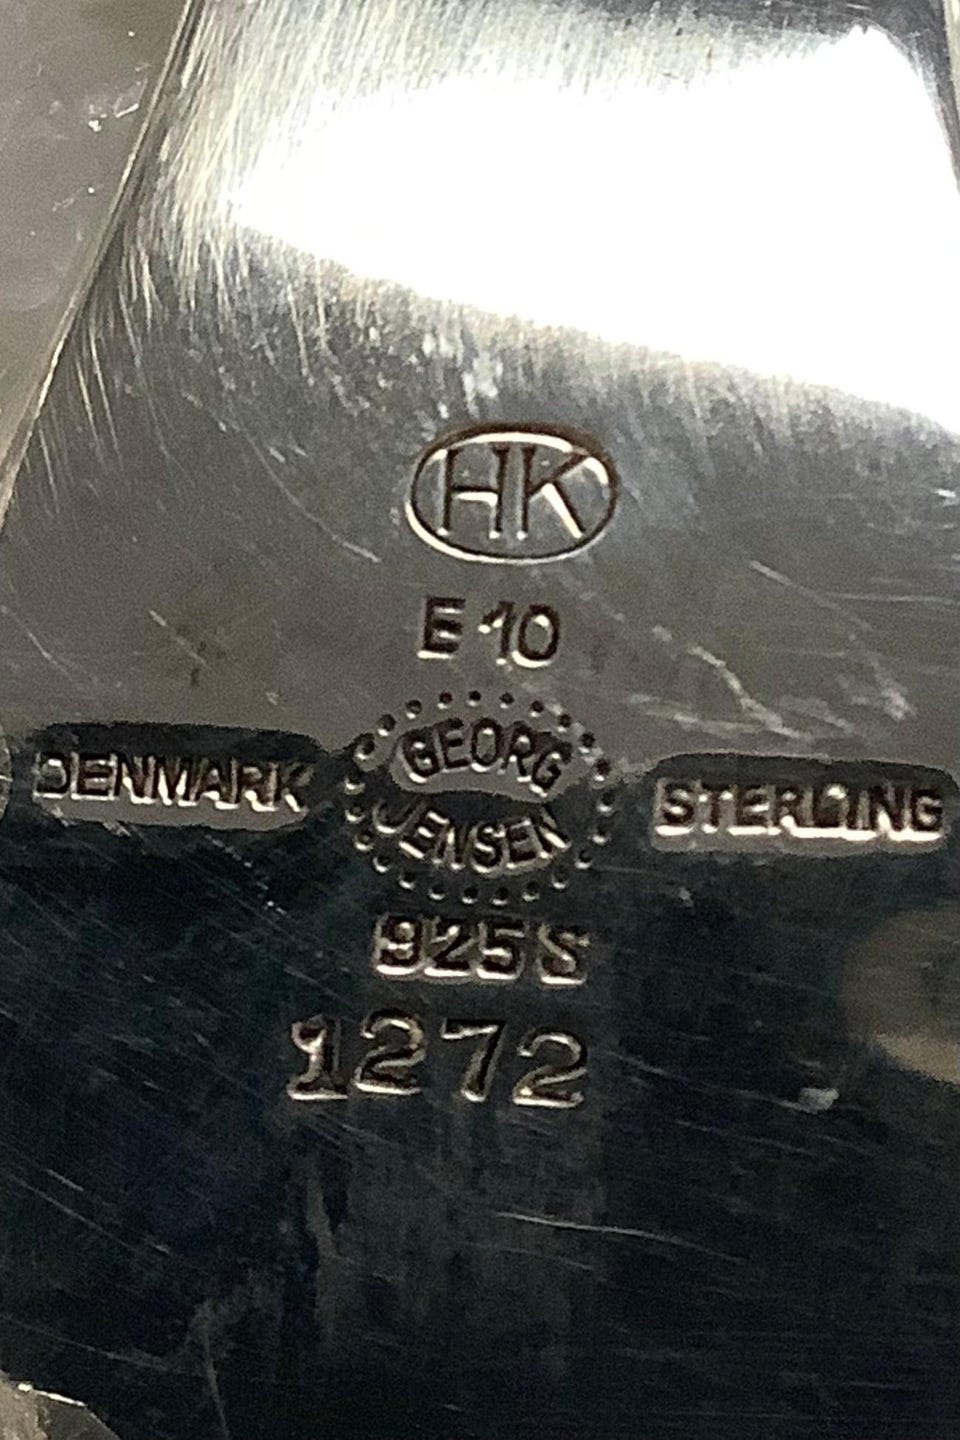 HK
E 10
DENMARK GEORG JENSEN STERLING
925 S
1272